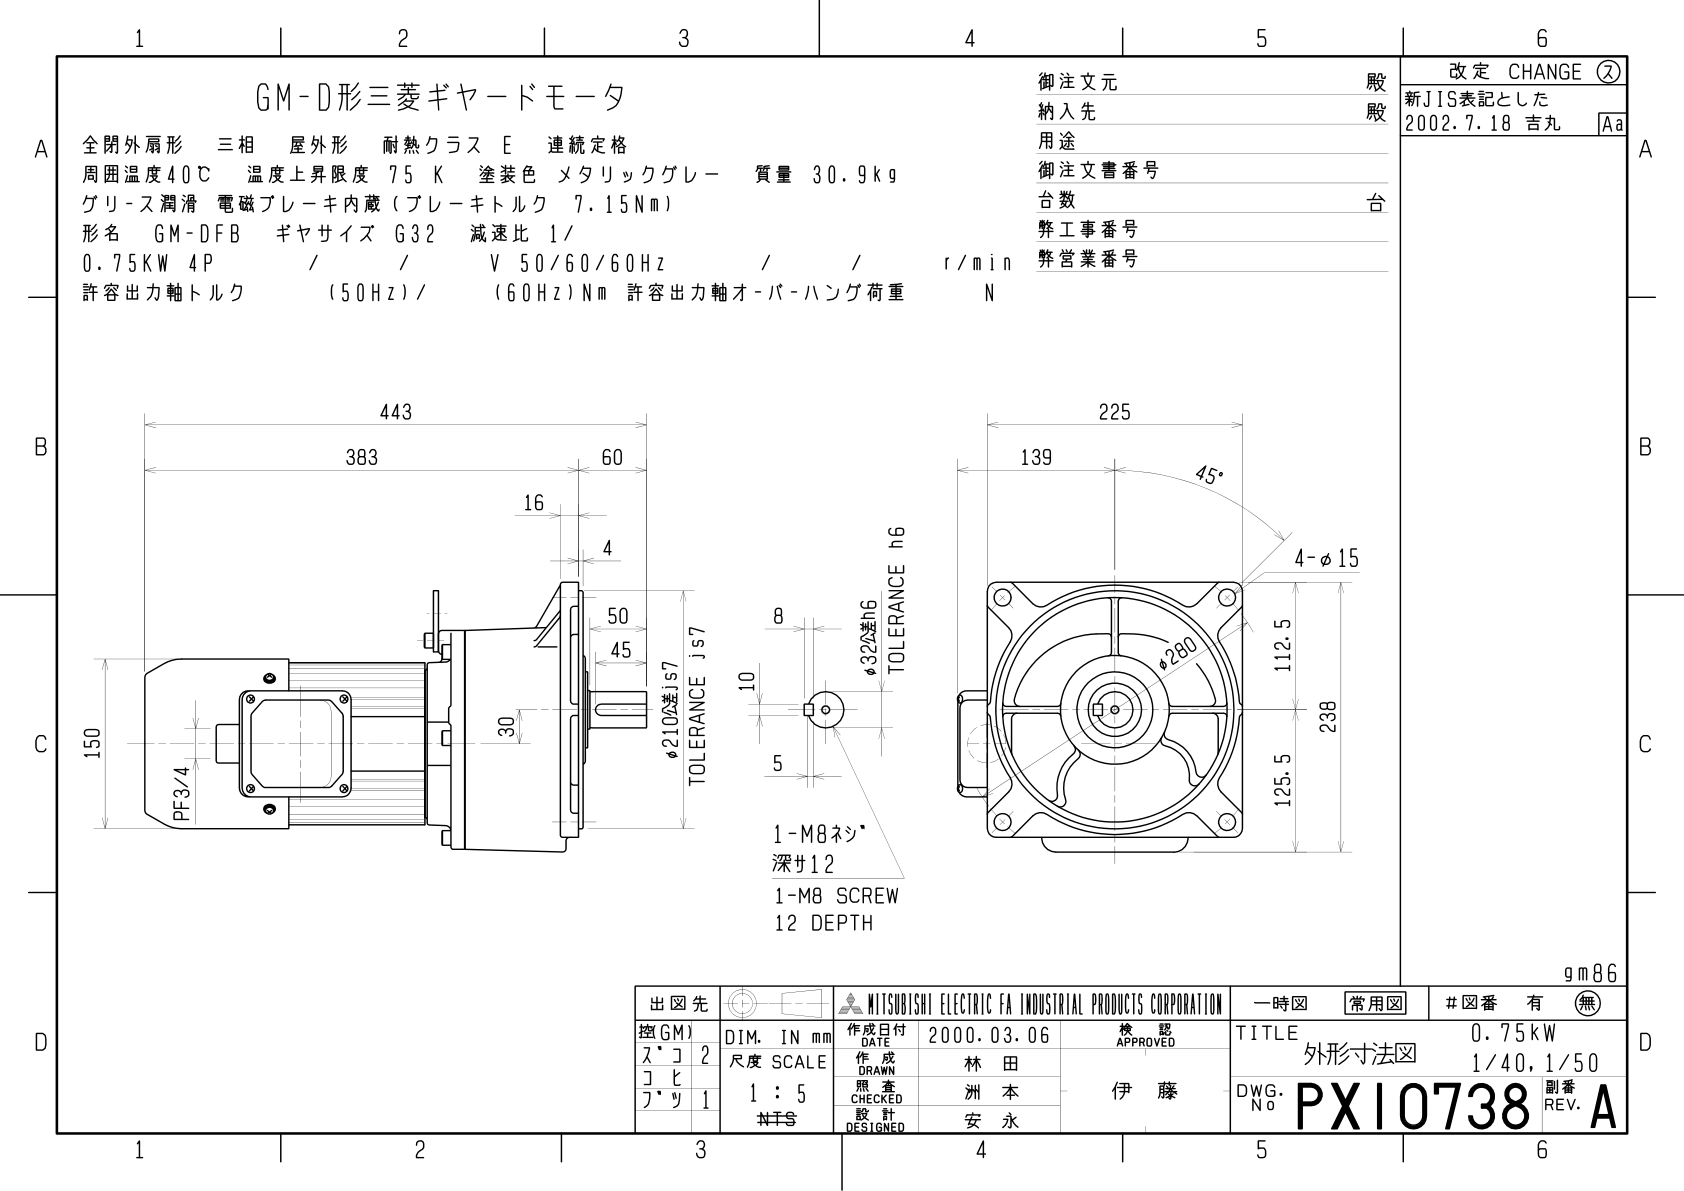 1 2 3 4 5 6
A
B
C
D
GM-D形三菱ギヤードモータ
全閉外扇形 三相 屋外形 耐熱クラス E 連続定格
周囲温度40℃ 温度上昇限度 75 K 塗装色 メタリックグレー 質量 30.9kg
グリース潤滑 電磁ブレーキ内蔵(ブレーキトルク 7.15Nm)
形名 GM-DFB ギヤサイズ G32 減速比 1/
0.75KW 4P / / V 50/60/60Hz / / r/min
許容出力軸トルク (50Hz)/ (60Hz)Nm 許容出力軸オーバーハング荷重 N
御注文元 殿
納入先 殿
用途
御注文書番号
台数 台
弊工事番号
弊営業番号
改定 CHANGE ス
新JIS表記とした
2002.7.18 吉丸 Aa
443
383 60
16
4
50
45
30
150
PF3/4
φ210公差js7
TOLERANCE js7
8
10
5
φ32公差h6
TOLERANCE h6
1-M8ネジ
深サ12
1-M8 SCREW
12 DEPTH
225
139
45°
4-φ15
φ280
112.5
125.5
238
A
B
C
D
gm86
出図先
控(GM)
ズコ 2
コヒ
ブツ 1
DIM. IN mm
尺度 SCALE
1 : 5
NTS
MITSUBISHI ELECTRIC FA INDUSTRIAL PRODUCTS CORPORATION
作成日付 DATE 2000.03.06
作成 DRAWN 林田
照査 CHECKED 洲本
設計 DESIGNED 安永
検認 APPROVED
伊藤
一時図 常用図 #図番 有 無
TITLE 外形寸法図
0.75kW
1/40,1/50
DWG. No PX10738
副番 REV. A
1 2 3 4 5 6